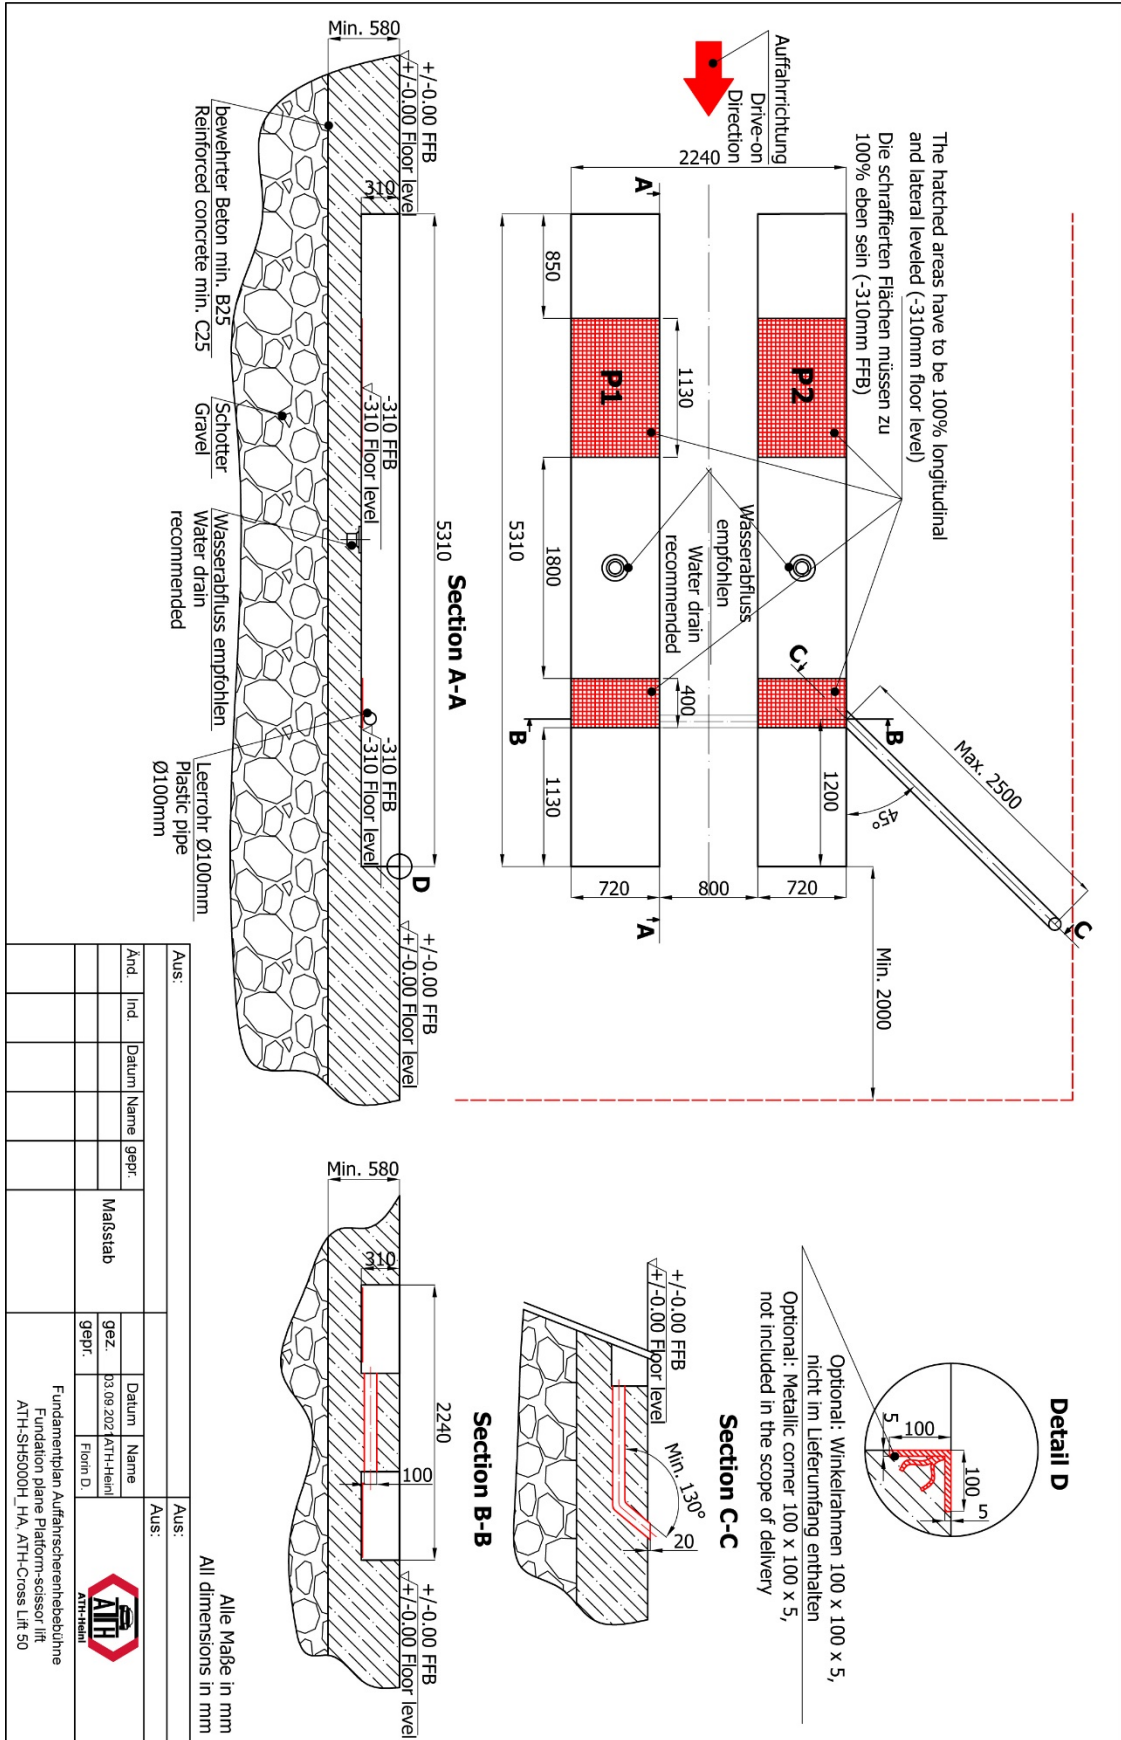 The hatched areas have to be 100% longitudinal
and lateral leveled (-310mm floor level)
Die schraffierten Flächen müssen zu
100% eben sein (-310mm FFB)
Auffahrrichtung
Drive-on
Direction
2240
A
A
850
1130
1800
400
1130
5310
P1
P2
Wasserabfluss
empfohlen
Water drain
recommended
C
C
B
B
1200
45°
Max. 2500
720
800
720
Min. 2000
Section A-A
5310
Min. 580
+/-0.00 FFB
+/-0.00 Floor level
310
-310 FFB
-310 Floor level
-310 FFB
-310 Floor level
D
+/-0.00 FFB
+/-0.00 Floor level
bewehrter Beton min. B25
Reinforced concrete min. C25
Schotter
Gravel
Wasserabfluss empfohlen
Water drain
recommended
Leerrohr Ø100mm
Plastic pipe
Ø100mm
Detail D
100
100
5
5
Optional: Winkelrahmen 100 x 100 x 5,
nicht im Lieferumfang enthalten
Optional: Metallic corner 100 x 100 x 5,
not included in the scope of delivery
Section C-C
+/-0.00 FFB
+/-0.00 Floor level
Min. 130°
20
Section B-B
2240
Min. 580
310
100
+/-0.00 FFB
+/-0.00 Floor level
Alle Maße in mm
All dimensions in mm
Aus:
Aus:
Aus:
Änd.
Ind.
Datum
Name
gepr.
Maßstab
Datum
Name
gez.
03.09.2021
ATH-Heinl
gepr.
Florin D.
ATH
ATH-Heinl
Fundamentplan Auffahrscherenhebebühne
Fundation plane Platform-scissor lift
ATH-SH5000H_HA, ATH-Cross Lift 50